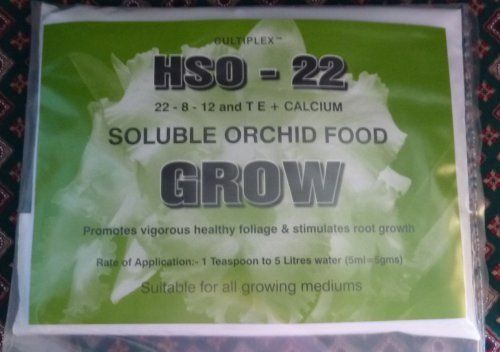 CULTIPLEX™
HSO - 22
22 - 8 - 12 and T E + CALCIUM
SOLUBLE ORCHID FOOD
GROW
Promotes vigorous healthy foliage & stimulates root growth
Rate of Application:- 1 Teaspoon to 5 Litres water (5ml=5gms)
Suitable for all growing mediums